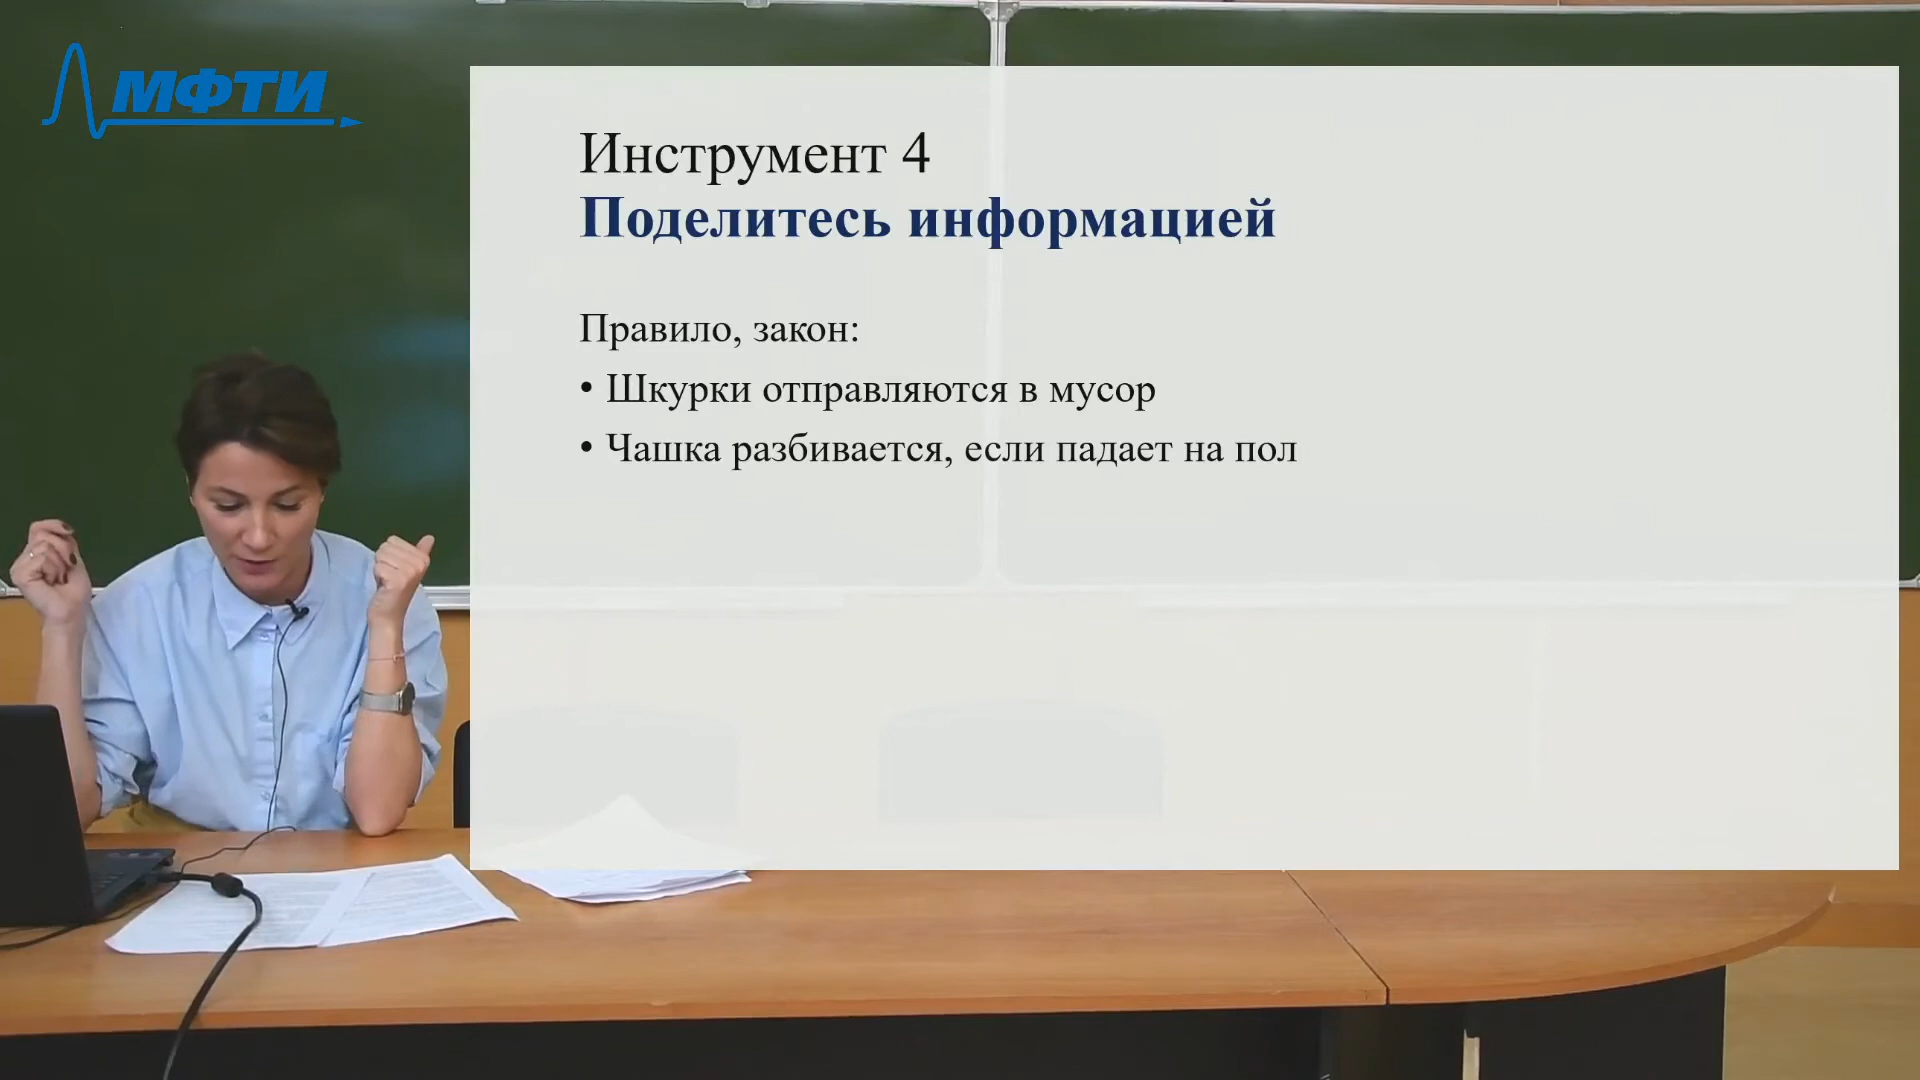 МФТИ
Инструмент 4
Поделитесь информацией
Правило, закон:
• Шкурки отправляются в мусор
• Чашка разбивается, если падает на пол